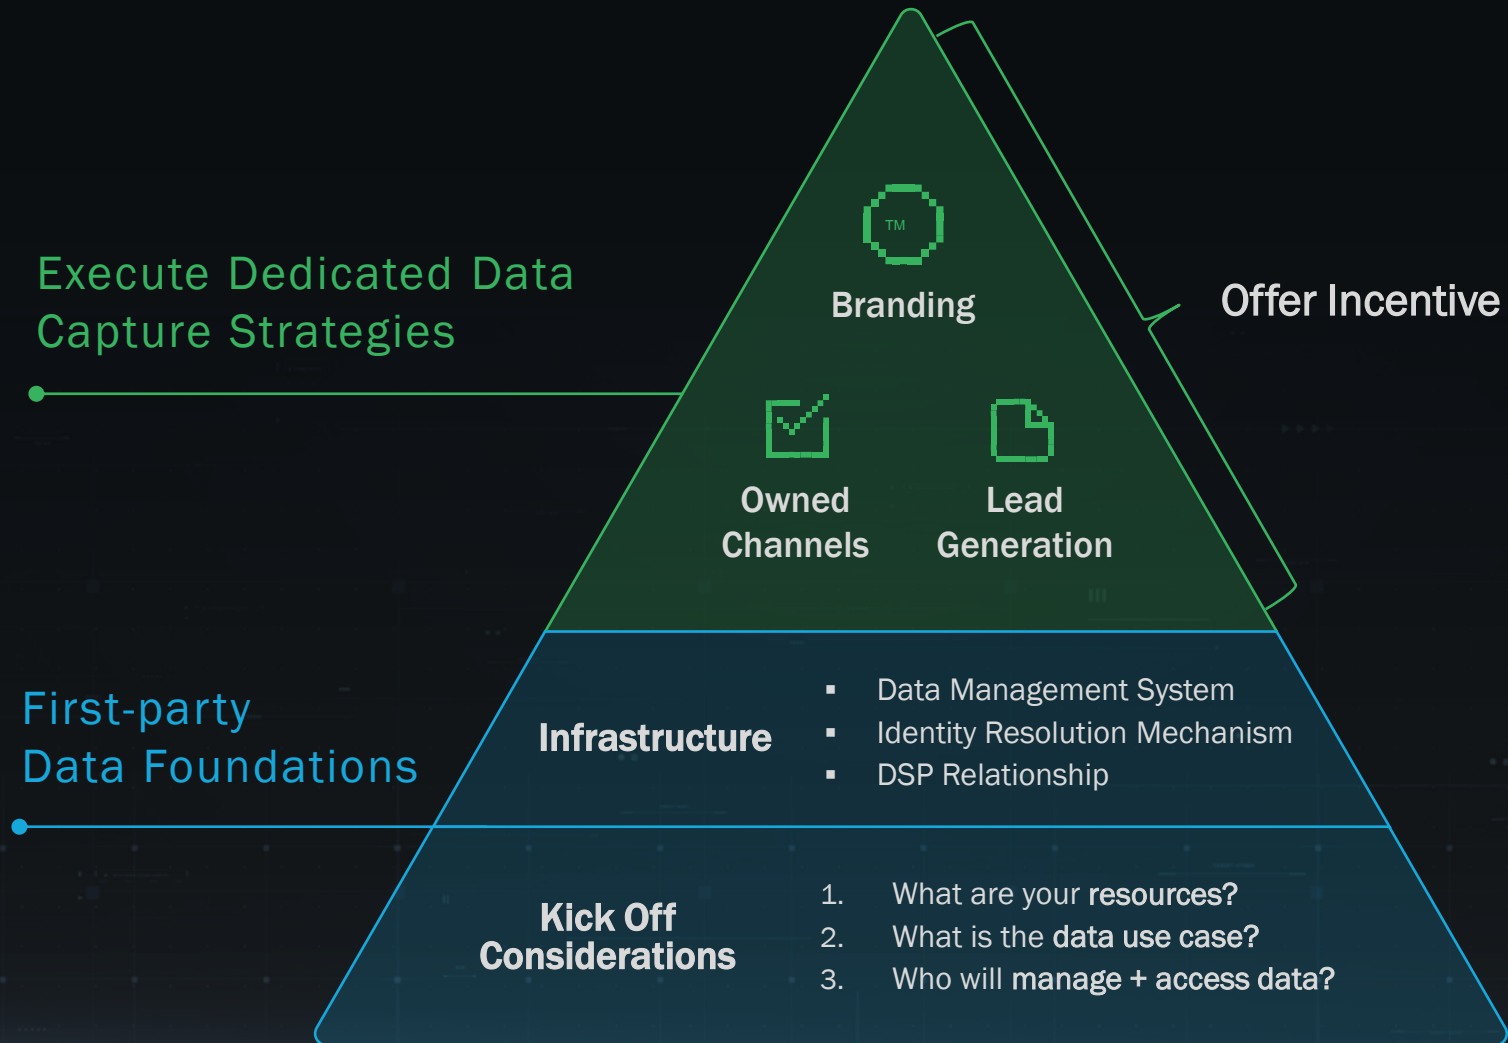 TM
Branding
Execute Dedicated Data
Capture Strategies
Offer Incentive
Owned
Channels
Lead
Generation
First-party
Data Foundations
Infrastructure
▪ Data Management System
▪ Identity Resolution Mechanism
▪ DSP Relationship
Kick Off
Considerations
1. What are your resources?
2. What is the data use case?
3. Who will manage + access data?